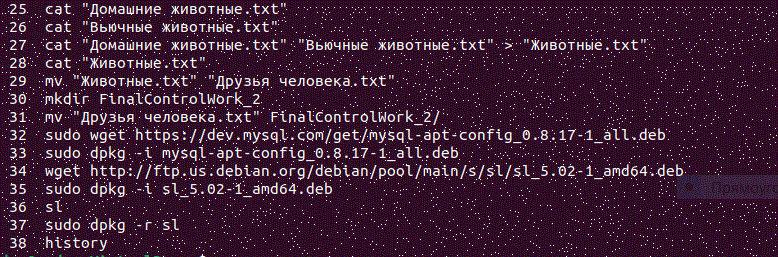 25 cat "Домашние животные.txt"
26 cat "Вьючные животные.txt"
27 cat "Домашние животные.txt" "Вьючные животные.txt" > "Животные.txt"
28 cat "Животные.txt"
29 mv "Животные.txt" "Друзья человека.txt"
30 mkdir FinalControlWork_2
31 mv "Друзья человека.txt" FinalControlWork_2/
32 sudo wget https://dev.mysql.com/get/mysql-apt-config_0.8.17-1_all.deb
33 sudo dpkg -i mysql-apt-config_0.8.17-1_all.deb
34 wget http://ftp.us.debian.org/debian/pool/main/s/sl/sl_5.02-1_amd64.deb
35 sudo dpkg -i sl_5.02-1_amd64.deb
36 sl
37 sudo dpkg -r sl
38 history